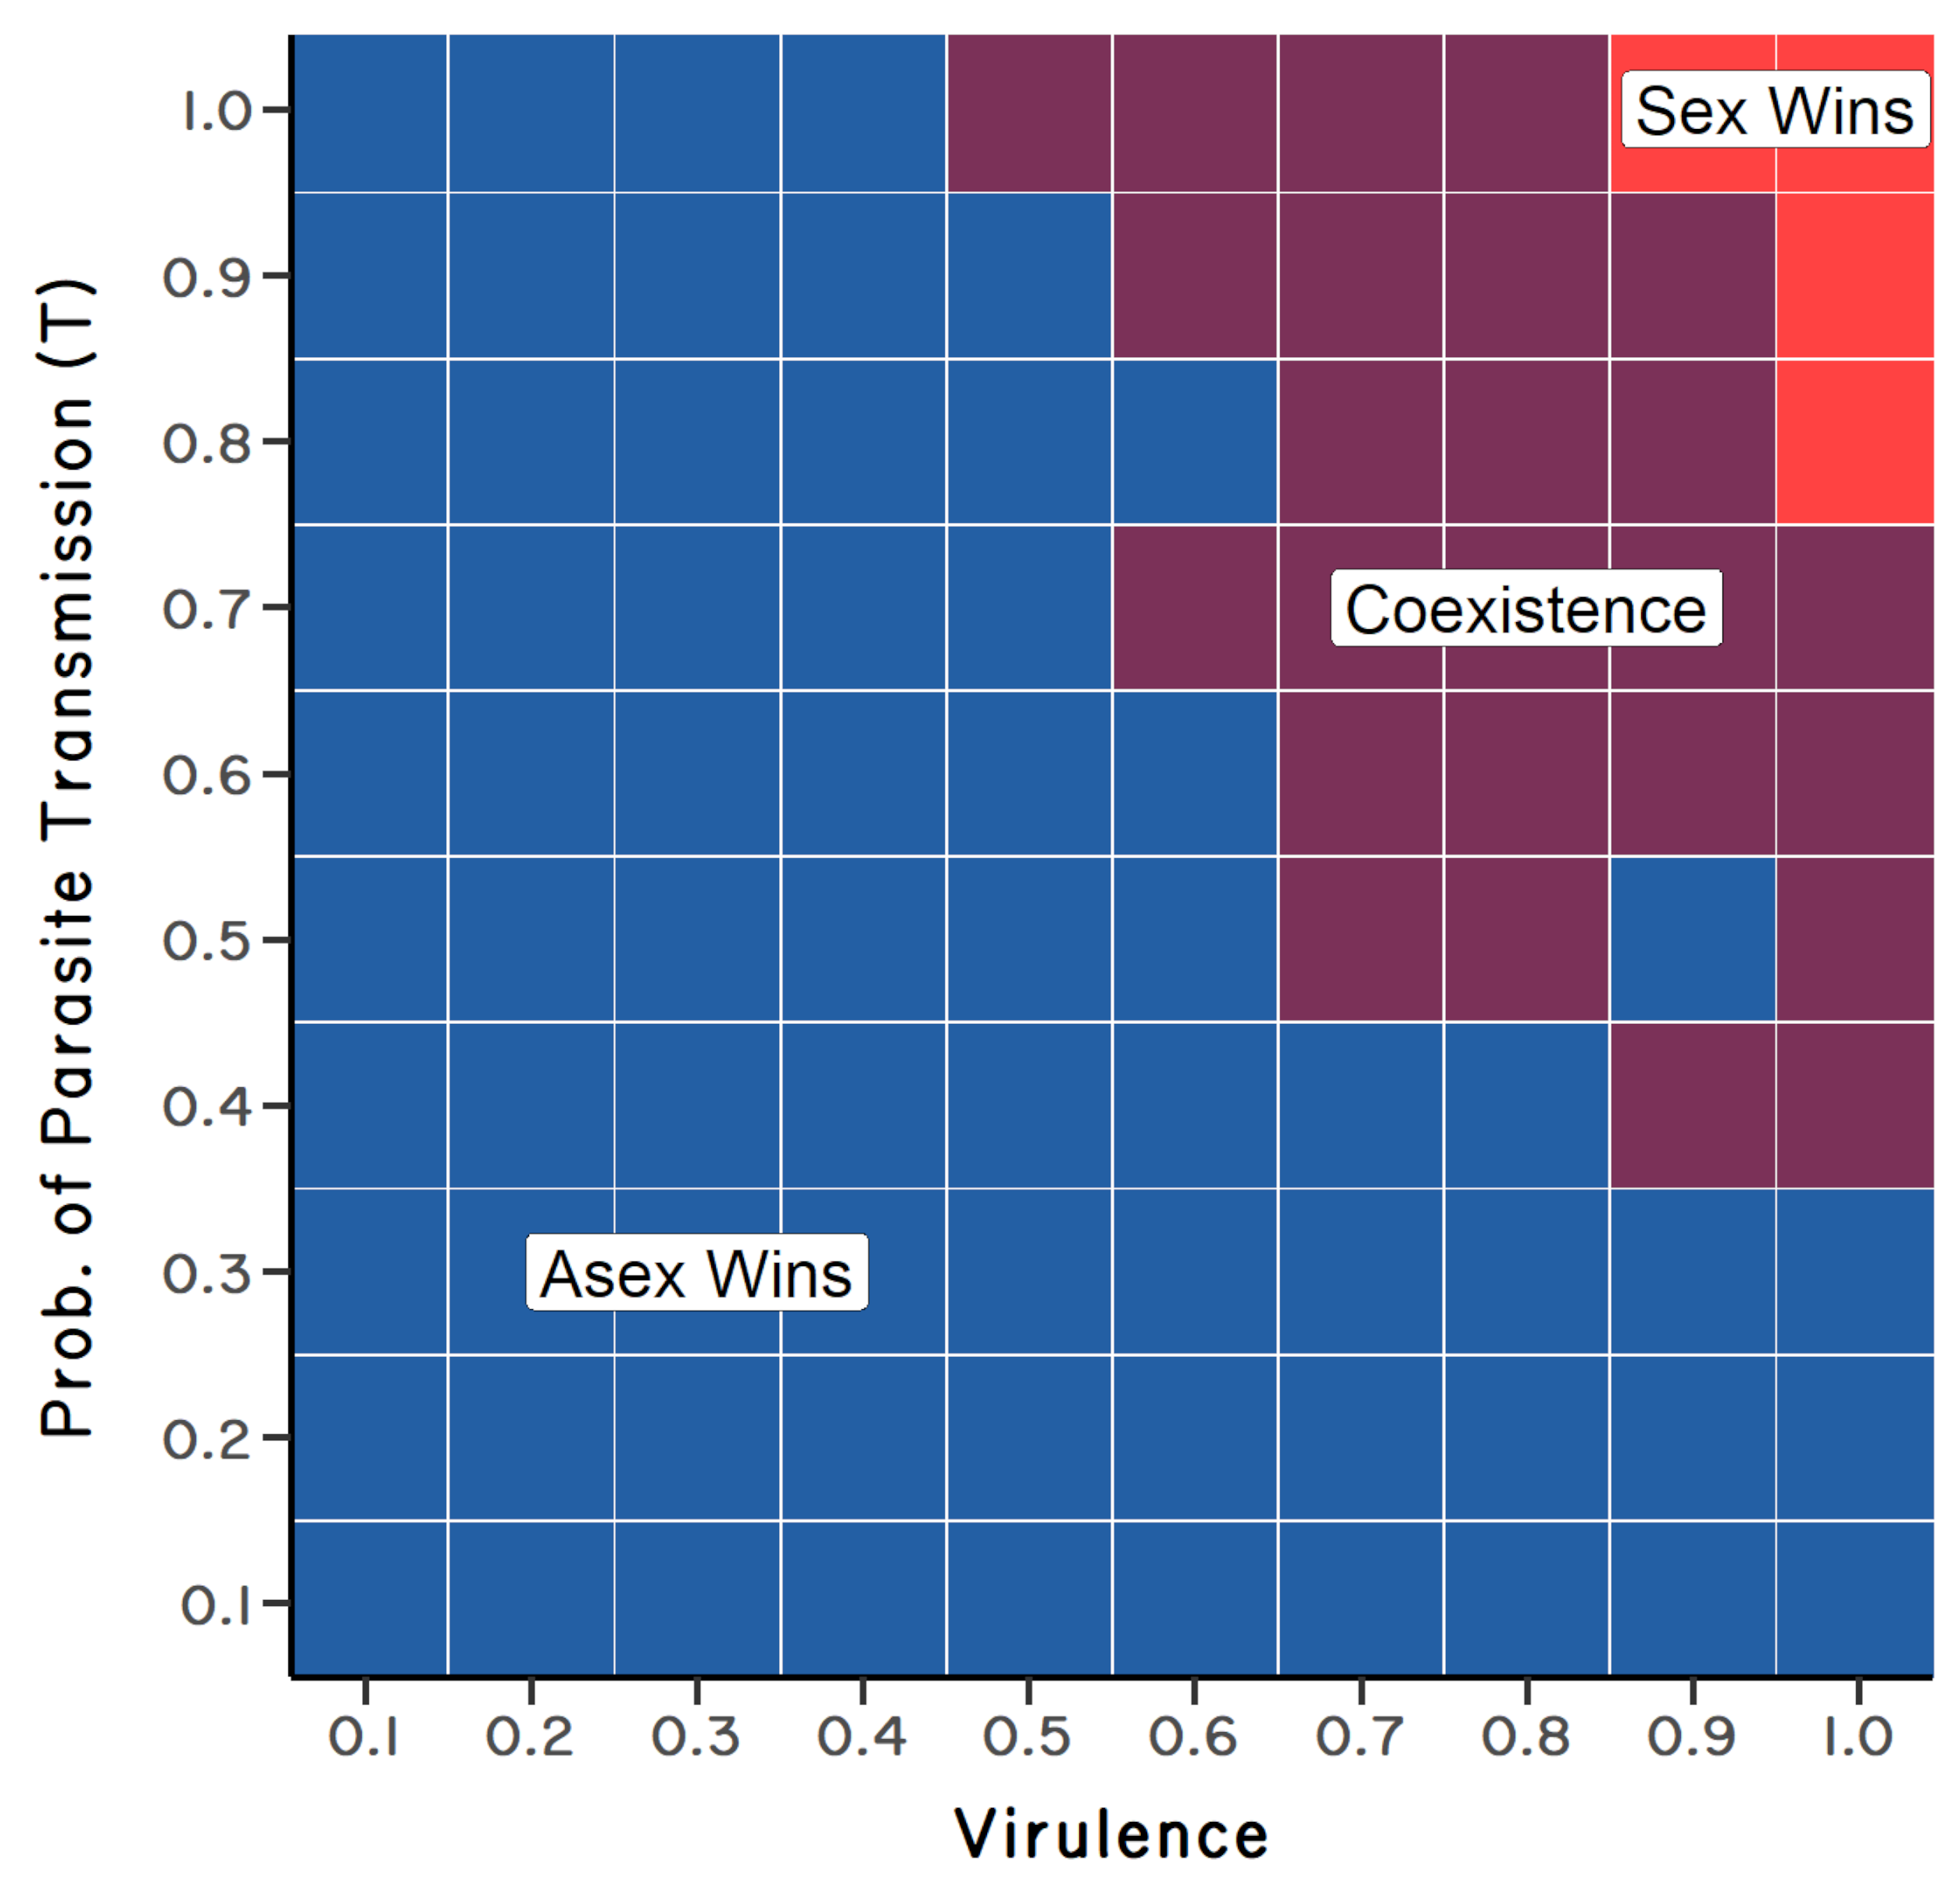 Prob. of Parasite Transmission (T)
1.0
0.9
0.8
0.7
0.6
0.5
0.4
0.3
0.2
0.1
Sex Wins
Coexistence
Asex Wins
0.1 0.2 0.3 0.4 0.5 0.6 0.7 0.8 0.9 1.0
Virulence